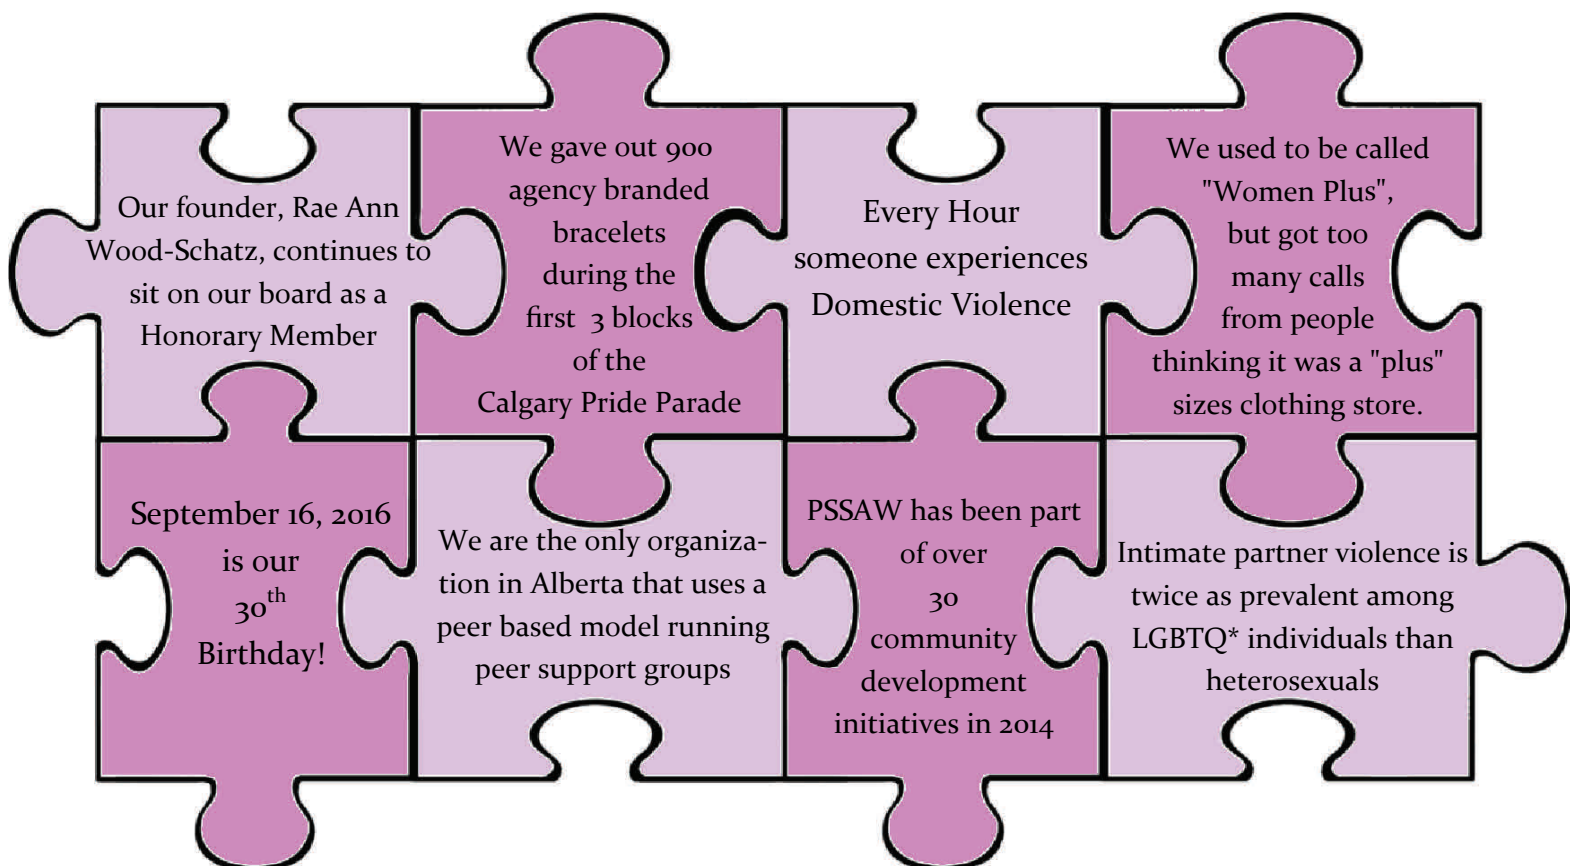 Our founder, Rae Ann
Wood-Schatz, continues to
sit on our board as a
Honorary Member
We gave out 900
agency branded
bracelets
during the
first 3 blocks
of the
Calgary Pride Parade
Every Hour
someone experiences
Domestic Violence
We used to be called
"Women Plus",
but got too
many calls
from people
thinking it was a "plus"
sizes clothing store.
September 16, 2016
is our
30th
Birthday!
We are the only organiza-
tion in Alberta that uses a
peer based model running
peer support groups
PSSAW has been part
of over
30
community
development
initiatives in 2014
Intimate partner violence is
twice as prevalent among
LGBTQ* individuals than
heterosexuals